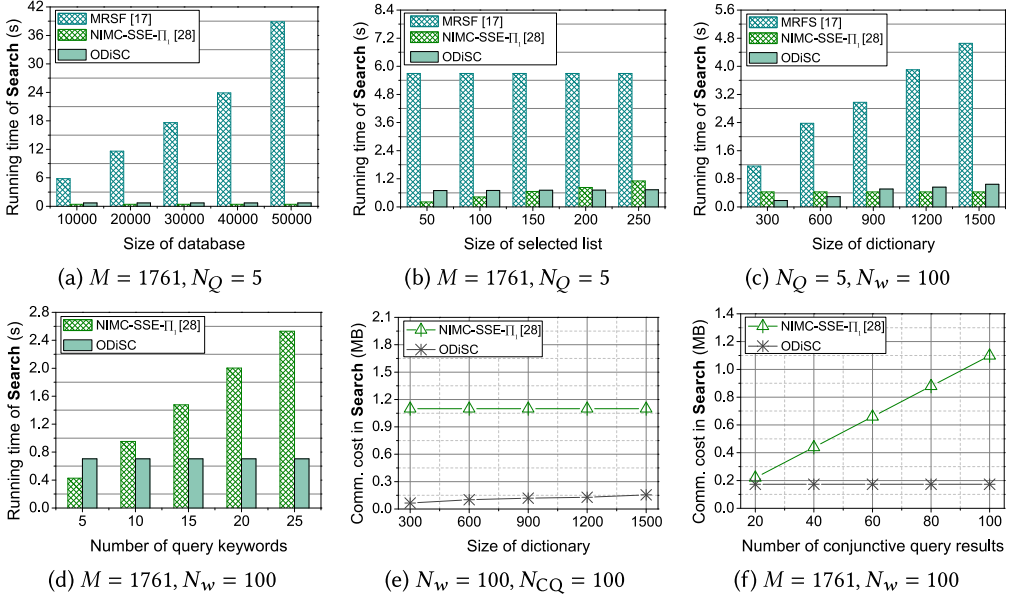 Running time of Search (s)
42
36
30
24
18
12
6
0
MRSF [17]
NIMC-SSE-Π₁ [28]
ODiSC
10000 20000 30000 40000 50000
Size of database
(a) M = 1761, N_Q = 5
Running time of Search (s)
8.4
7.2
6.0
4.8
3.6
2.4
1.2
0.0
MRSF [17]
NIMC-SSE-Π₁ [28]
ODiSC
50 100 150 200 250
Size of selected list
(b) M = 1761, N_Q = 5
Running time of Search (s)
5.6
4.8
4.0
3.2
2.4
1.6
0.8
0.0
MRFS [17]
NIMC-SSE-Π₁ [28]
ODiSC
300 600 900 1200 1500
Size of dictionary
(c) N_Q = 5, N_w = 100
Running time of Search (s)
2.8
2.4
2.0
1.6
1.2
0.8
0.4
0.0
NIMC-SSE-Π₁ [28]
ODiSC
5 10 15 20 25
Number of query keywords
(d) M = 1761, N_w = 100
Comm. cost in Search (MB)
2.1
1.8
1.5
1.2
0.9
0.6
0.3
0.0
NIMC-SSE-Π₁ [28]
ODiSC
300 600 900 1200 1500
Size of dictionary
(e) N_w = 100, N_CQ = 100
Comm. cost in Search (MB)
1.4
1.2
1.0
0.8
0.6
0.4
0.2
0.0
NIMC-SSE-Π₁ [28]
ODiSC
20 40 60 80 100
Number of conjunctive query results
(f) M = 1761, N_w = 100